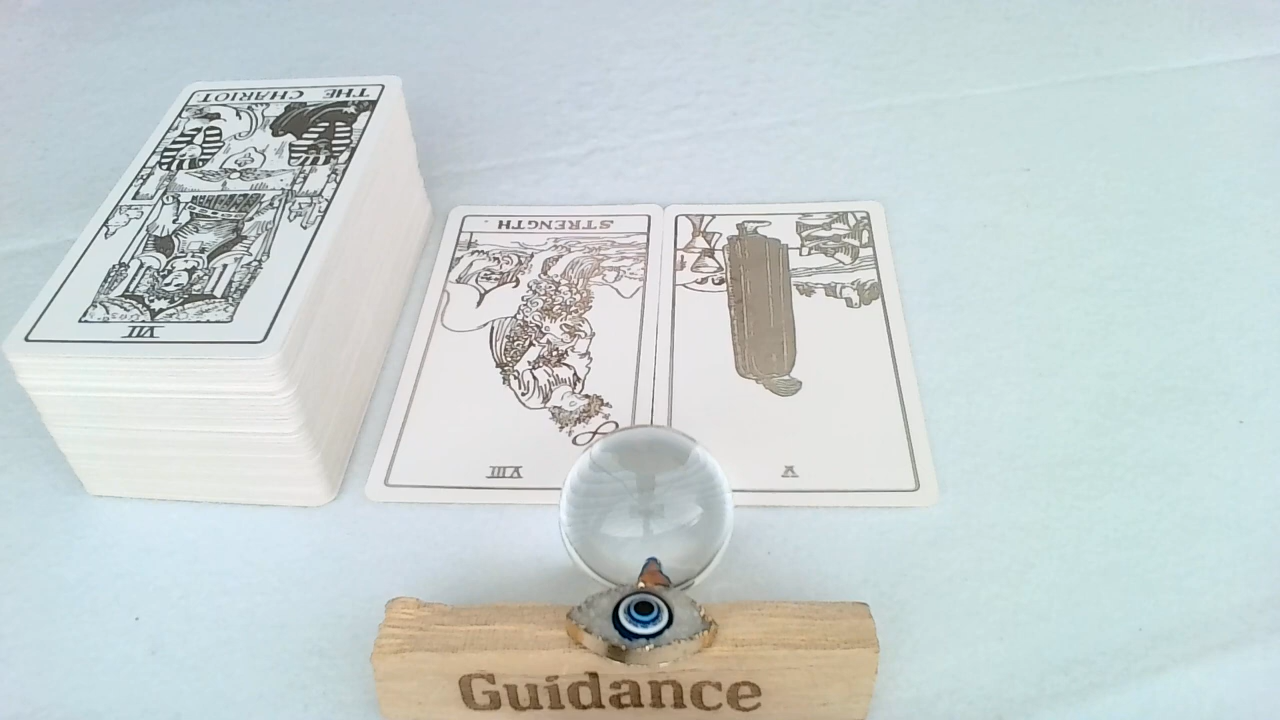 THE CHARIOT.
VII
STRENGTH
VIII
V
Guidance